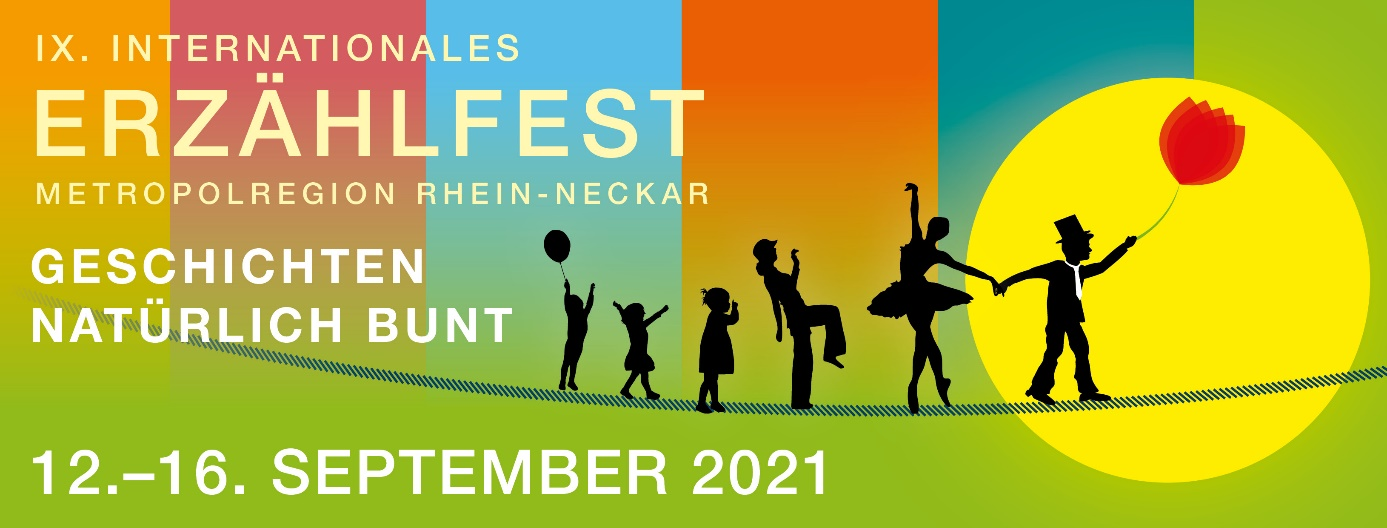 IX. INTERNATIONALES
ERZÄHLFEST
METROPOLREGION RHEIN-NECKAR
GESCHICHTEN
NATÜRLICH BUNT
12.–16. SEPTEMBER 2021